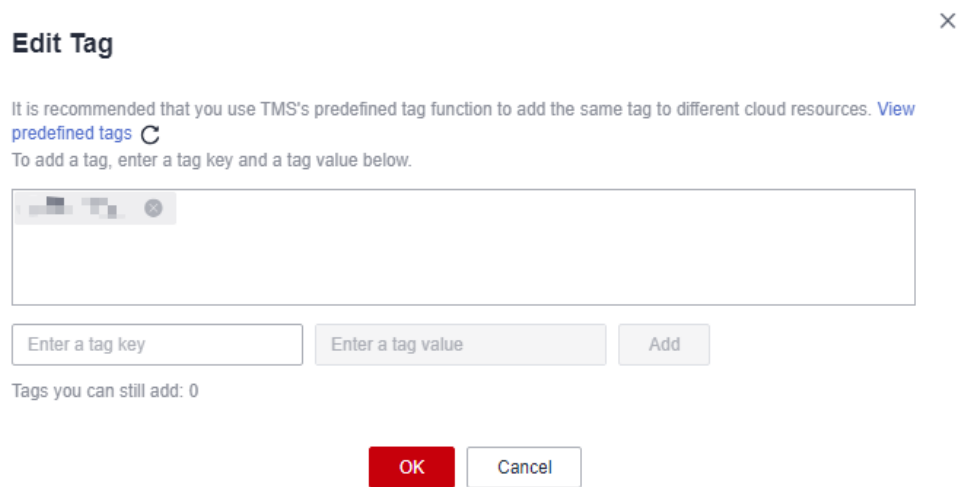 Edit Tag
It is recommended that you use TMS's predefined tag function to add the same tag to different cloud resources. View
predefined tags
To add a tag, enter a tag key and a tag value below.
Enter a tag key Enter a tag value Add
Tags you can still add: 0
OK Cancel